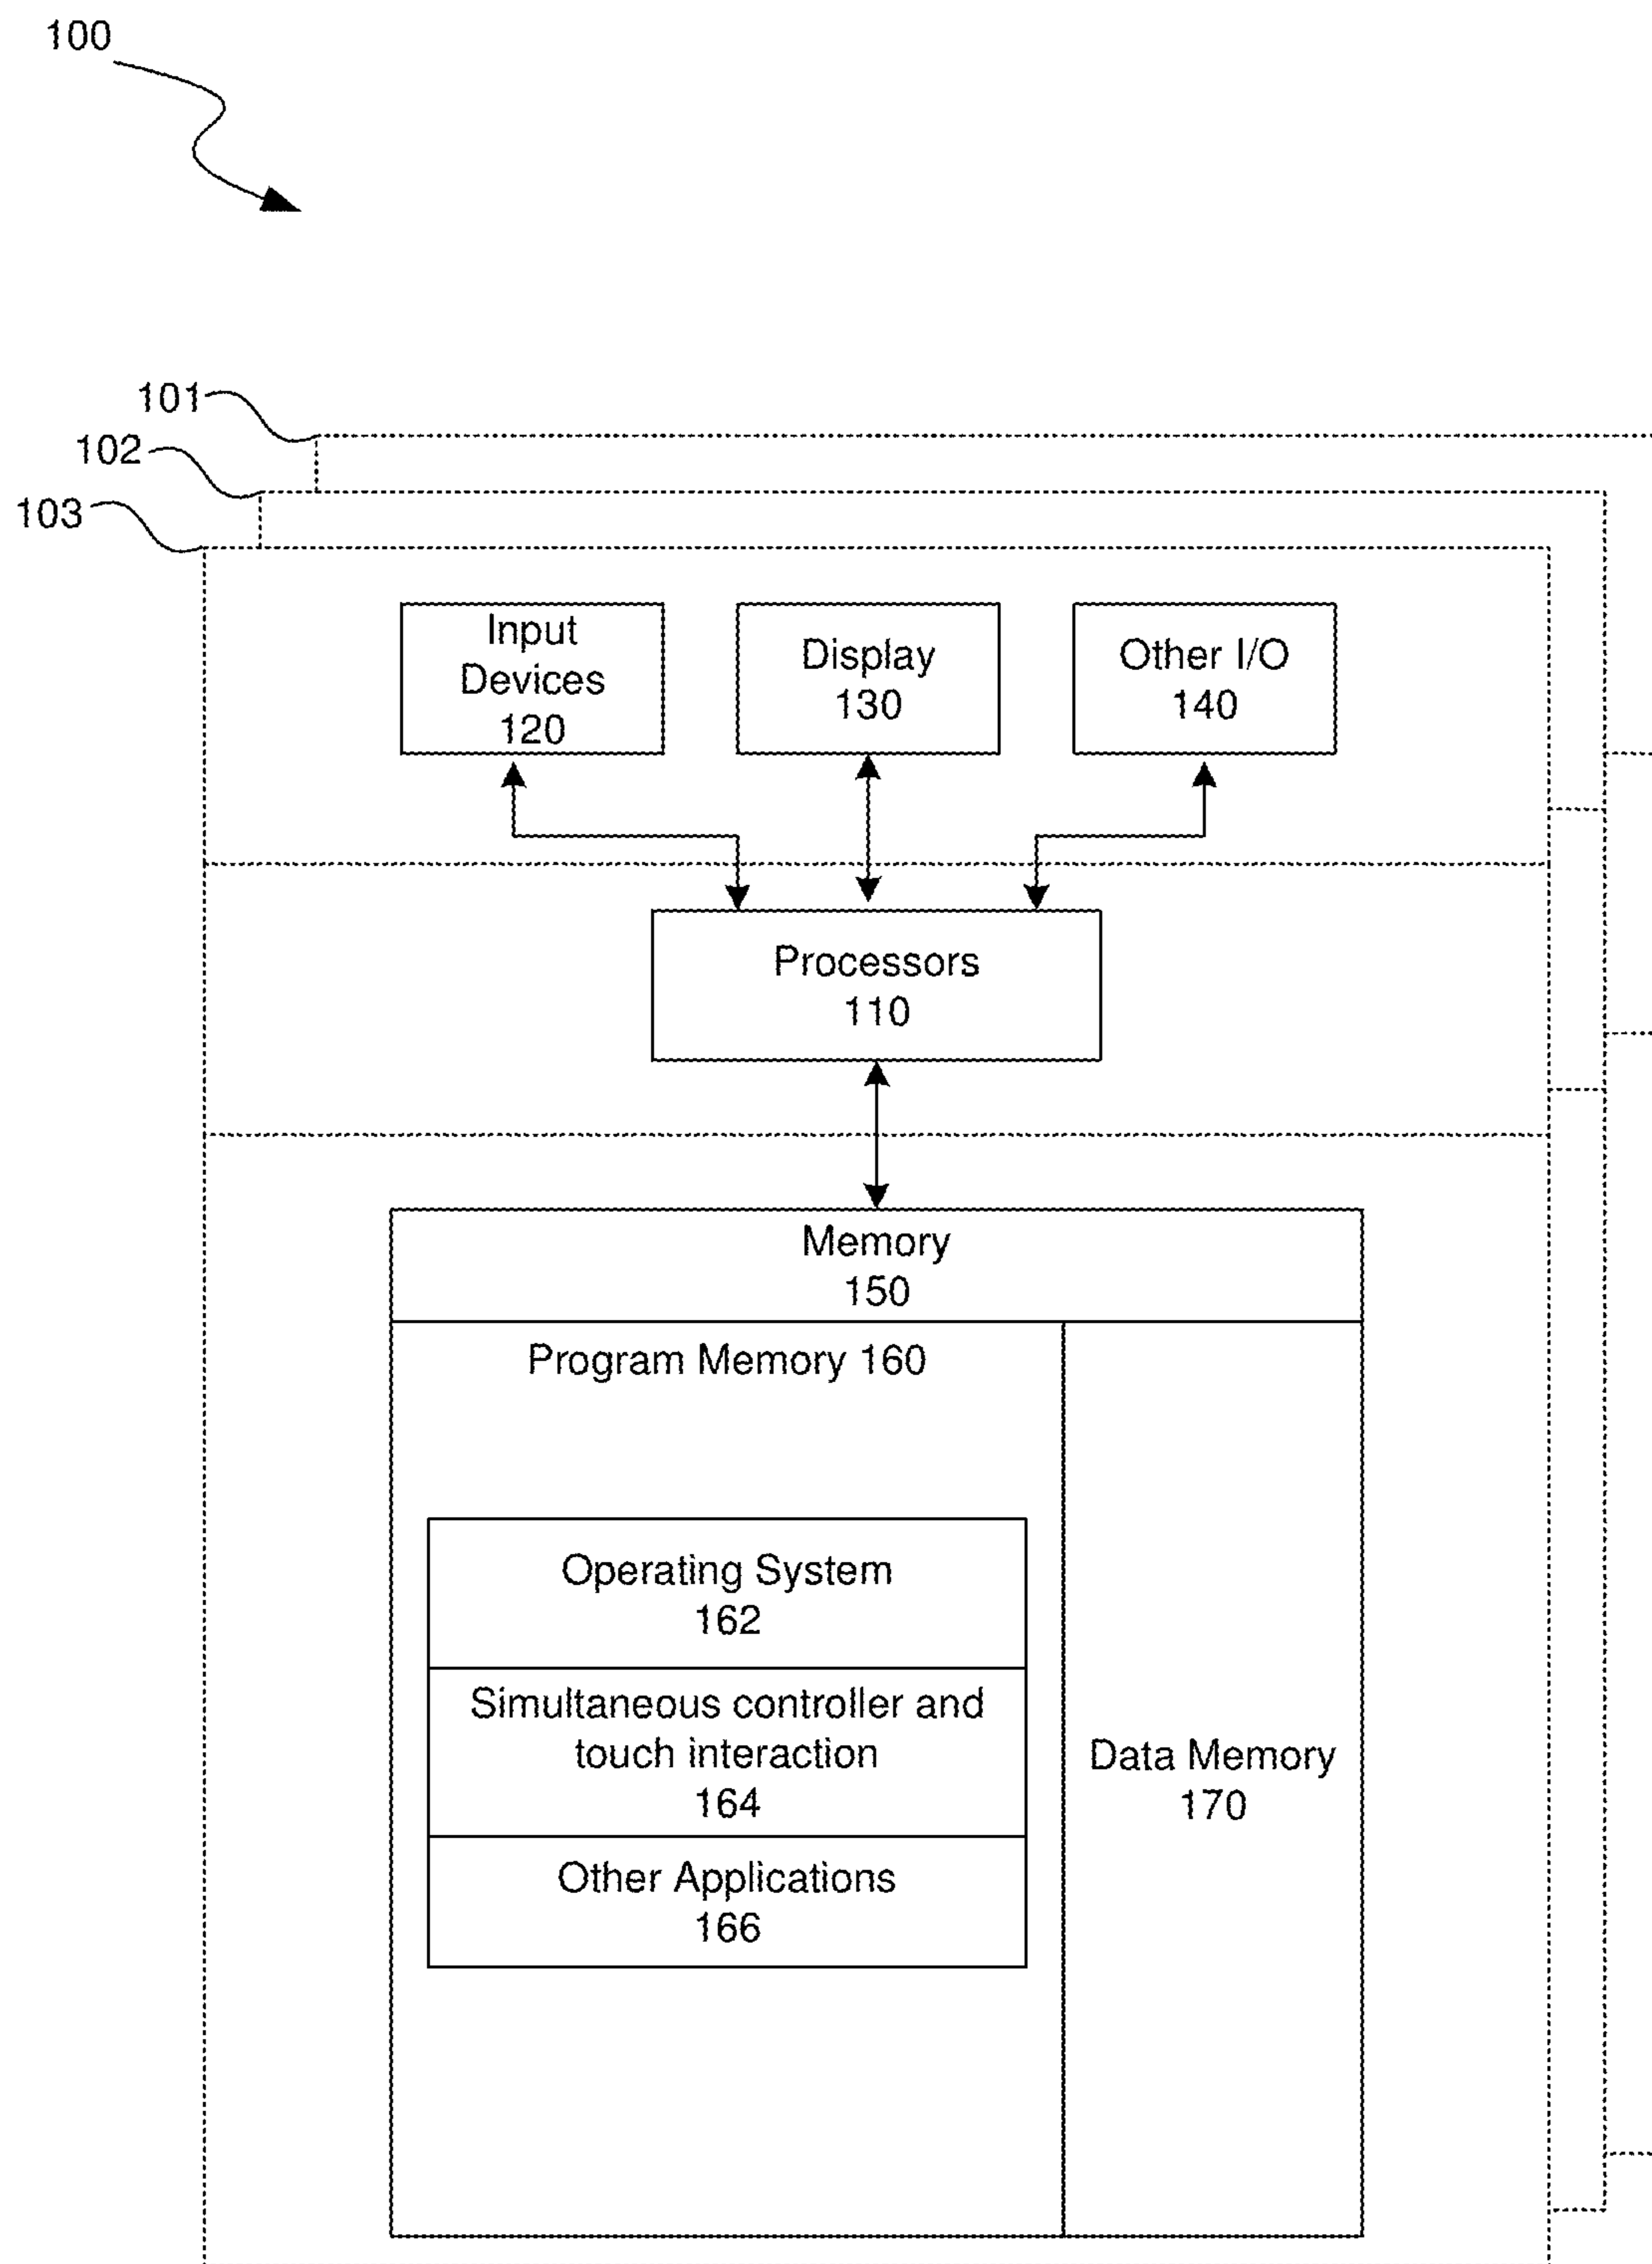 100
101
102
103
Input
Devices
120
Display
130
Other I/O
140
Processors
110
Memory
150
Program Memory 160
Operating System
162
Simultaneous controller and
touch interaction
164
Other Applications
166
Data Memory
170